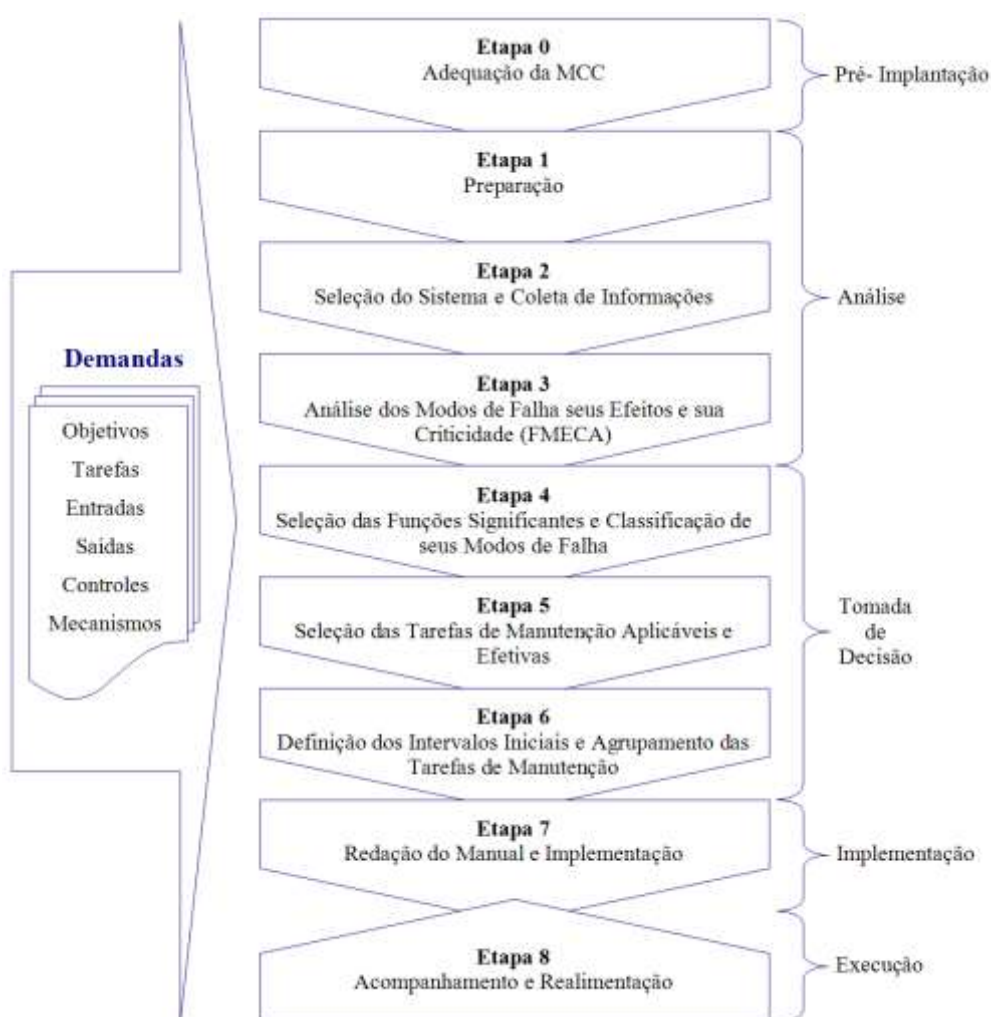 Etapa 0
Adequação da MCC
Pré- Implantação
Etapa 1
Preparação
Etapa 2
Seleção do Sistema e Coleta de Informações
Análise
Etapa 3
Análise dos Modos de Falha seus Efeitos e sua
Criticidade (FMECA)
Demandas
Objetivos
Tarefas
Entradas
Saídas
Controles
Mecanismos
Etapa 4
Seleção das Funções Significantes e Classificação de
seus Modos de Falha
Etapa 5
Seleção das Tarefas de Manutenção Aplicáveis e
Efetivas
Tomada
de
Decisão
Etapa 6
Definição dos Intervalos Iniciais e Agrupamento das
Tarefas de Manutenção
Etapa 7
Redação do Manual e Implementação
Implementação
Etapa 8
Acompanhamento e Realimentação
Execução